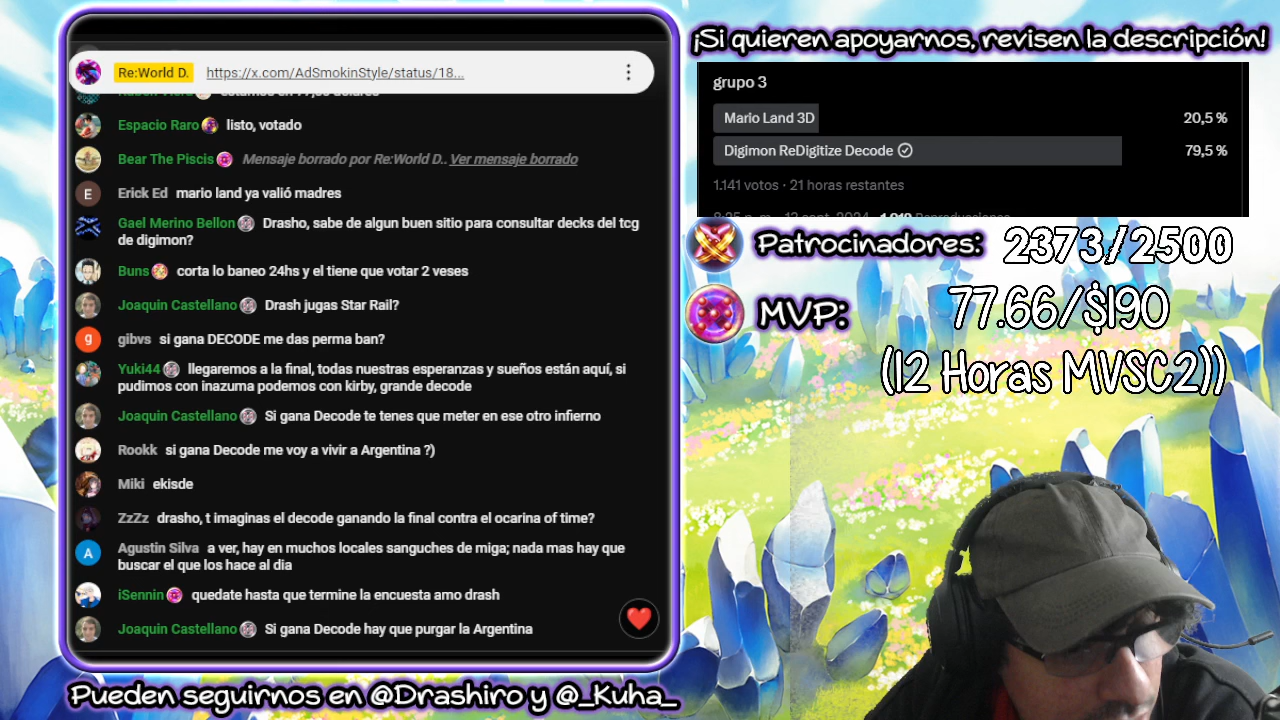 ¡Si quieren apoyarnos, revisen la descripción!
Re:World D. https://x.com/AdSmokinStyle/status/18...
Espacio Raro listo, votado
Bear The Piscis Mensaje borrado por Re:World D.. Ver mensaje borrado
E Erick Ed mario land ya valió madres
Gael Merino Bellon Drasho, sabe de algun buen sitio para consultar decks del tcg
de digimon?
Buns corta lo baneo 24hs y el tiene que votar 2 veses
Joaquin Castellano Drash jugas Star Rail?
g gibvs si gana DECODE me das perma ban?
Yuki44 llegaremos a la final, todas nuestras esperanzas y sueños están aquí, si
pudimos con inazuma podemos con kirby, grande decode
Joaquin Castellano Si gana Decode te tenes que meter en ese otro infierno
Rookk si gana Decode me voy a vivir a Argentina ?)
Miki ekisde
ZzZz drasho, t imaginas el decode ganando la final contra el ocarina of time?
A Agustin Silva a ver, hay en muchos locales sanguches de miga; nada mas hay que
buscar el que los hace al dia
iSennin quedate hasta que termine la encuesta amo drash
Joaquin Castellano Si gana Decode hay que purgar la Argentina
grupo 3
Mario Land 3D 20,5 %
Digimon ReDigitize Decode 79,5 %
1.141 votos · 21 horas restantes
Patrocinadores: 2373/2500
MVP: 77.66/$190
(12 Horas MVSC2))
Pueden seguirnos en @Drashiro y @_Kuha_